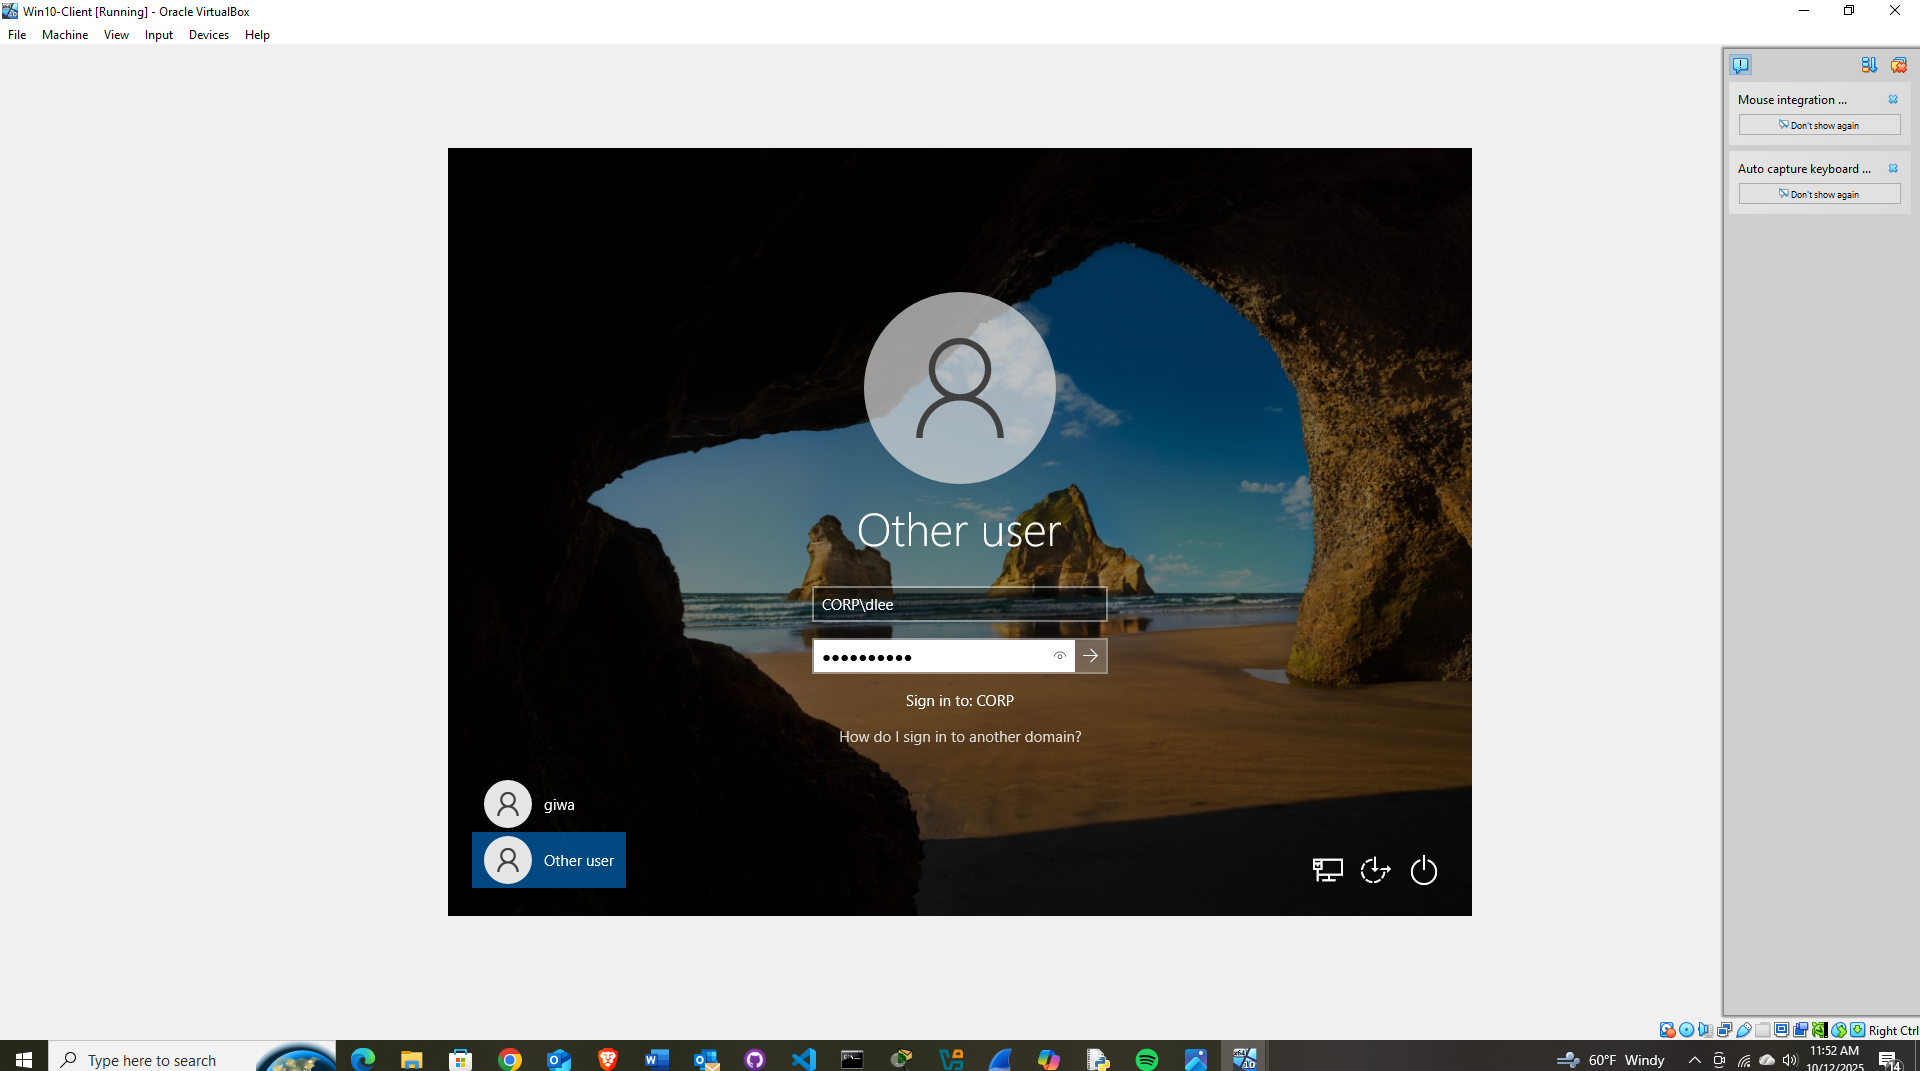 Win10-Client [Running] - Oracle VirtualBox
File Machine View Input Devices Help
Mouse integration ...
Don't show again
Auto capture keyboard ...
Don't show again
Other user
CORP\dlee
Sign in to: CORP
How do I sign in to another domain?
giwa
Other user
Right Ctrl
Type here to search
60°F Windy
11:52 AM
10/12/2025
14